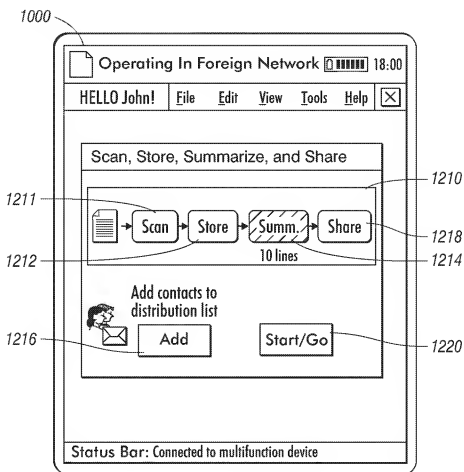 1000
Operating In Foreign Network 18:00
HELLO John! File Edit View Tools Help
Scan, Store, Summarize, and Share
1210
1211
Scan Store Summ. Share
1218
1212
1214
10 lines
Add contacts to
distribution list
1216
Add Start/Go
1220
Status Bar: Connected to multifunction device